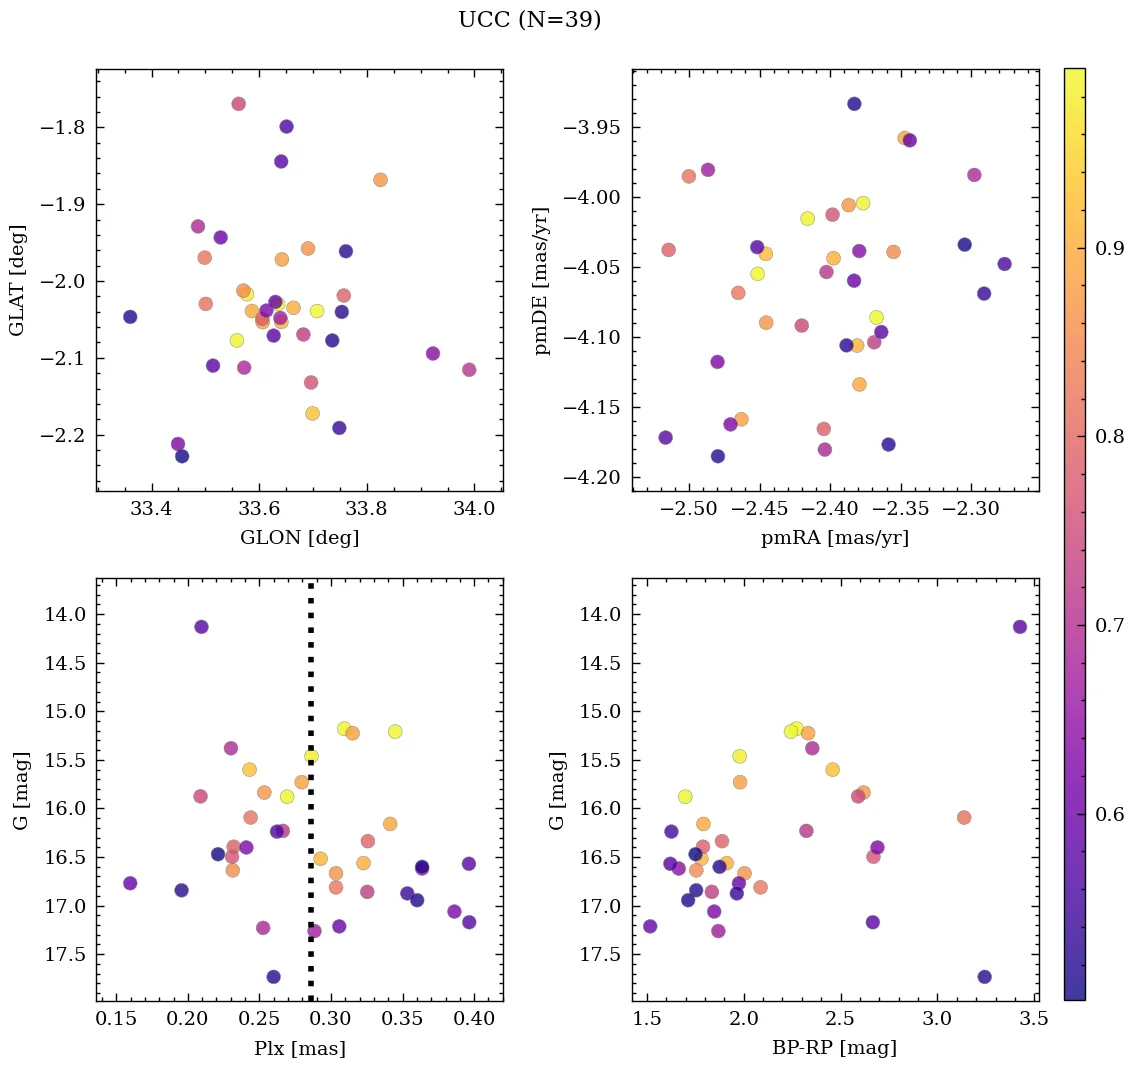 UCC (N=39)
−1.8
−1.9
−2.0
−2.1
−2.2
GLAT [deg]
33.4 33.6 33.8 34.0
GLON [deg]
−3.95
−4.00
−4.05
−4.10
−4.15
−4.20
pmDE [mas/yr]
−2.50 −2.45 −2.40 −2.35 −2.30
pmRA [mas/yr]
14.0
14.5
15.0
15.5
16.0
16.5
17.0
17.5
G [mag]
0.15 0.20 0.25 0.30 0.35 0.40
Plx [mas]
14.0
14.5
15.0
15.5
16.0
16.5
17.0
17.5
G [mag]
1.5 2.0 2.5 3.0 3.5
BP-RP [mag]
0.9
0.8
0.7
0.6